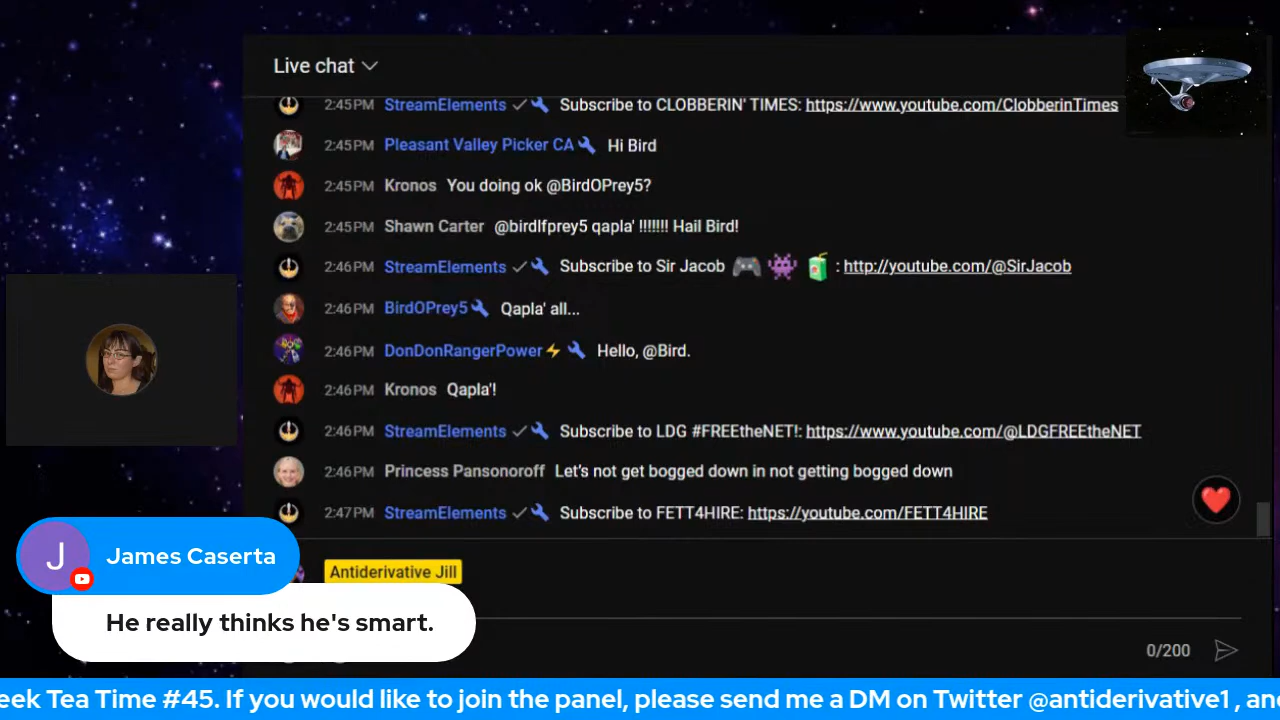 Live chat
2:45PM StreamElements Subscribe to CLOBBERIN' TIMES: https://www.youtube.com/ClobberinTimes
2:45PM Pleasant Valley Picker CA Hi Bird
2:45PM Kronos You doing ok @BirdOPrey5?
2:45PM Shawn Carter @birdlfprey5 qapla' !!!!!!! Hail Bird!
2:46PM StreamElements Subscribe to Sir Jacob 🎮 👾 🧃 : http://youtube.com/@SirJacob
2:46PM BirdOPrey5 Qapla' all...
2:46PM DonDonRangerPower⚡ Hello, @Bird.
2:46PM Kronos Qapla'!
2:46PM StreamElements Subscribe to LDG #FREEtheNET!: https://www.youtube.com/@LDGFREEtheNET
2:46PM Princess Pansonoroff Let's not get bogged down in not getting bogged down
2:47PM StreamElements Subscribe to FETT4HIRE: https://youtube.com/FETT4HIRE
J James Caserta
Antiderivative Jill
He really thinks he's smart.
0/200
eek Tea Time #45. If you would like to join the panel, please send me a DM on Twitter @antiderivative1 , and